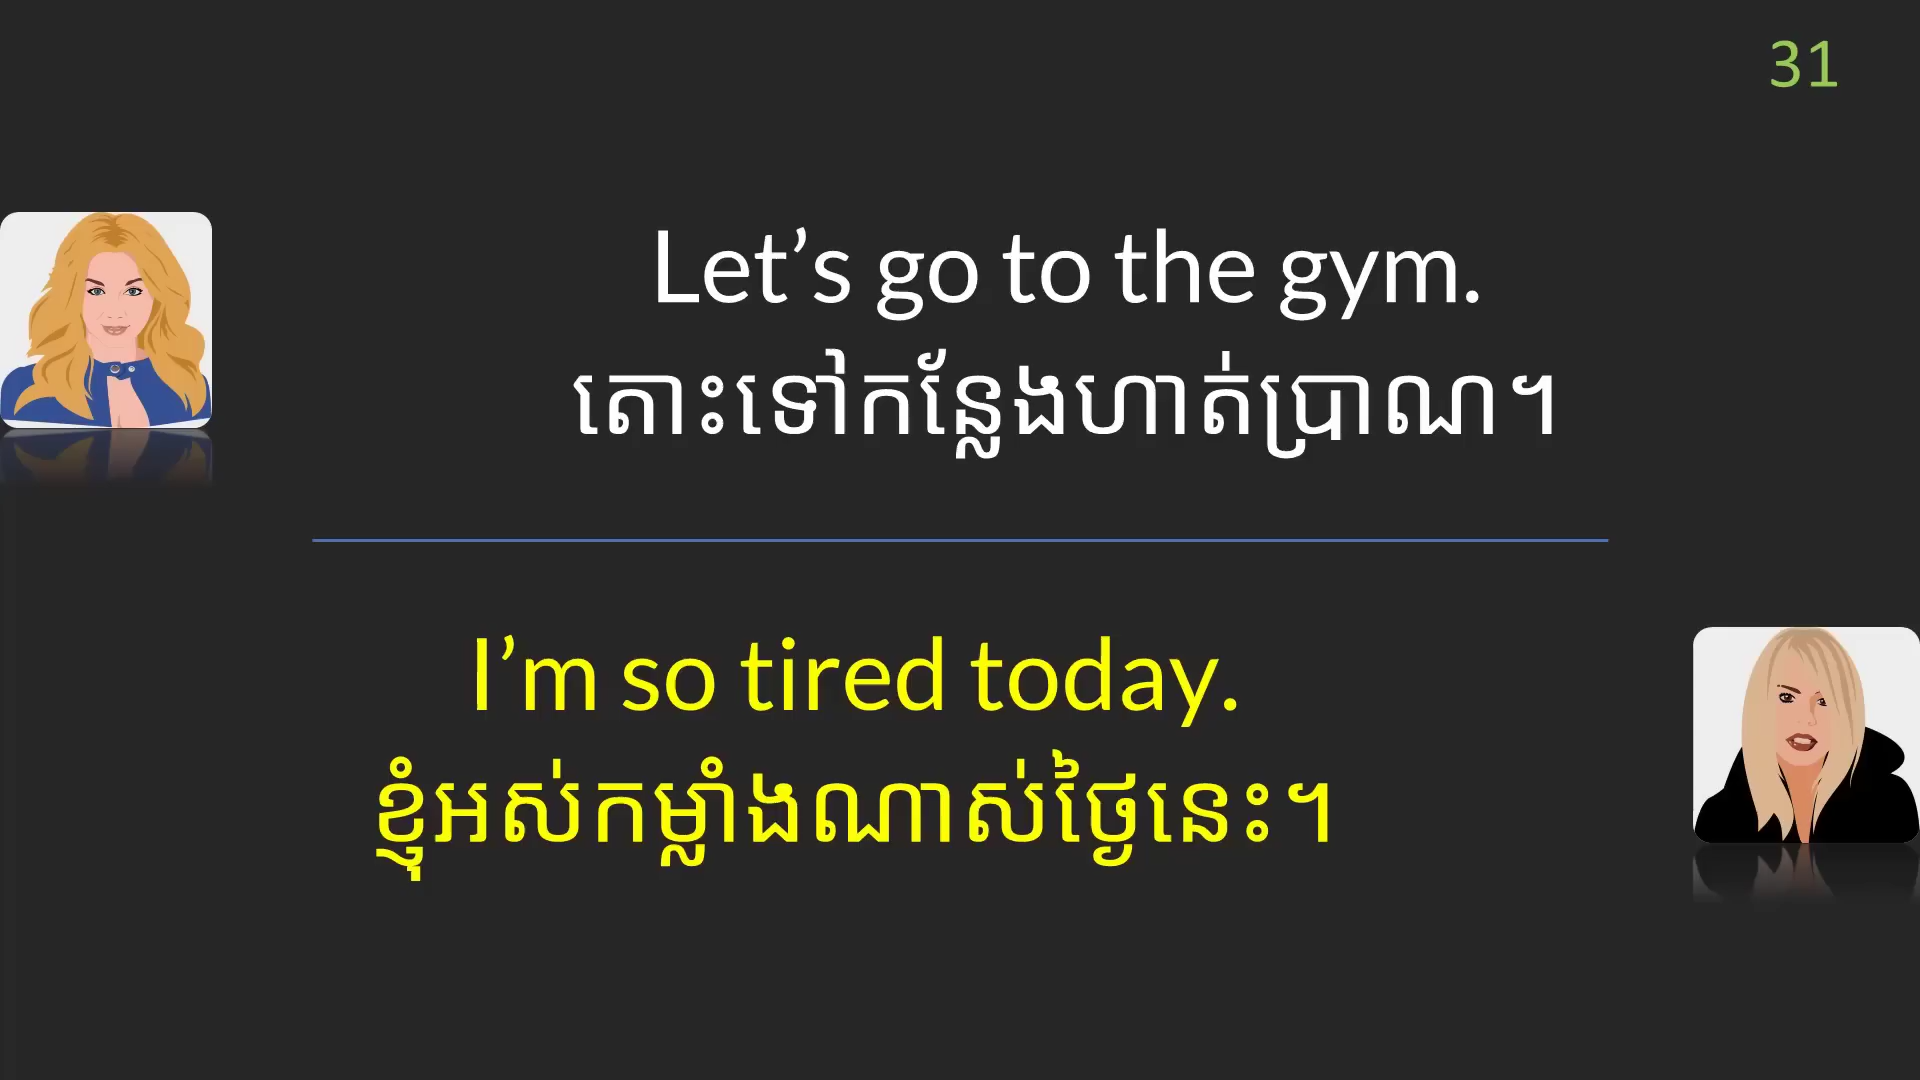 31
Let’s go to the gym.
តោះទៅកន្លែងហាត់ប្រាណ។
I’m so tired today.
ខ្ញុំអស់កម្លាំងណាស់ថ្ងៃនេះ។